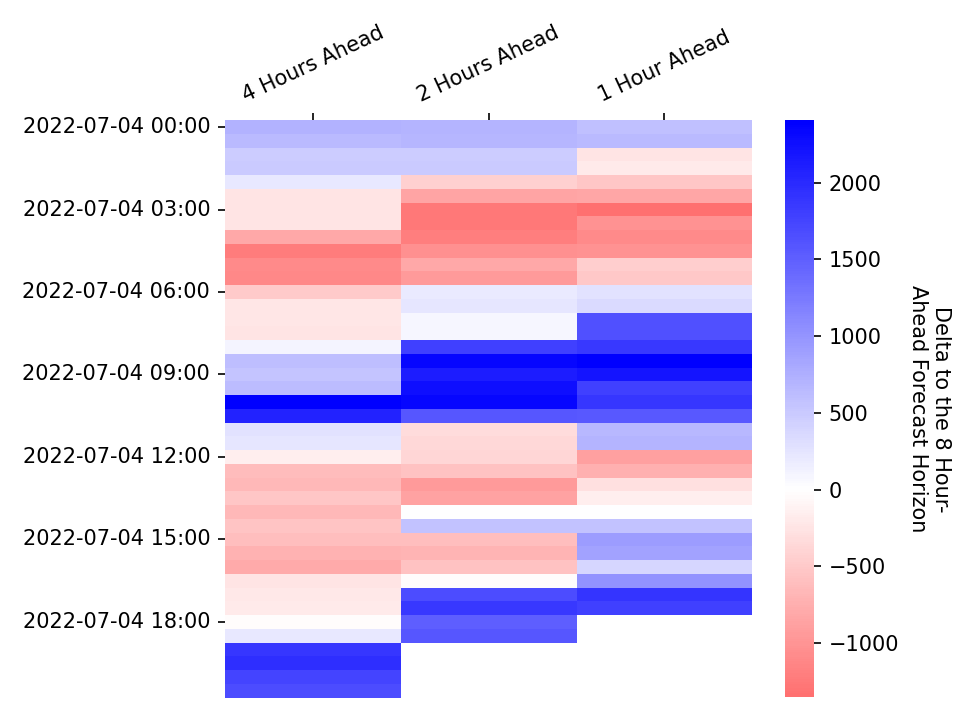 4 Hours Ahead
2 Hours Ahead
1 Hour Ahead
2022-07-04 00:00
2022-07-04 03:00
2022-07-04 06:00
2022-07-04 09:00
2022-07-04 12:00
2022-07-04 15:00
2022-07-04 18:00
2000
1500
1000
500
0
−500
−1000
Delta to the 8 Hour-
Ahead Forecast Horizon